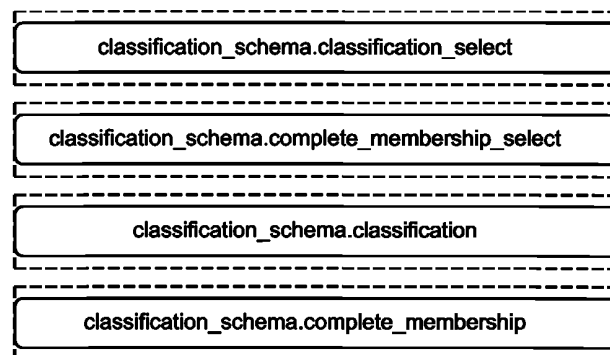 classification_schema.classification_select
classification_schema.complete_membership_select
classification_schema.classification
classification_schema.complete_membership